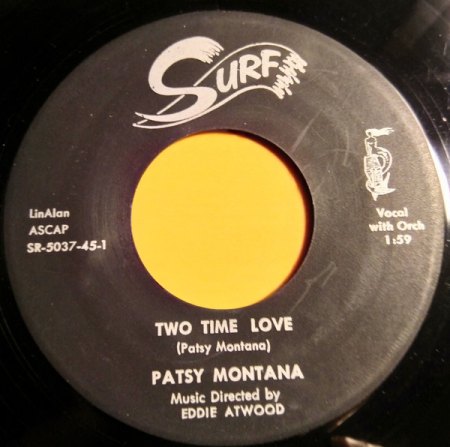 SURF
LinAlan
ASCAP
SR-5037-45-1
Vocal
with Orch
1:59
TWO TIME LOVE
(Patsy Montana)
PATSY MONTANA
Music Directed by
EDDIE ATWOOD